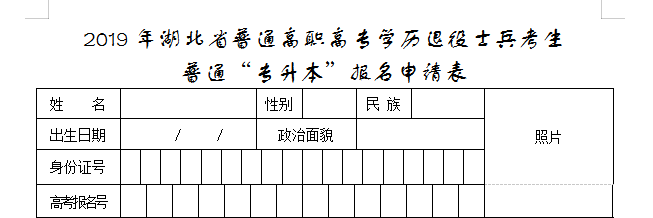 2019 年湖北省普通高职高专学历退役士兵考生
普通“专升本”报名申请表
姓 名 性别 民 族
出生日期 / / 政治面貌 照片
身份证号
高考报名号